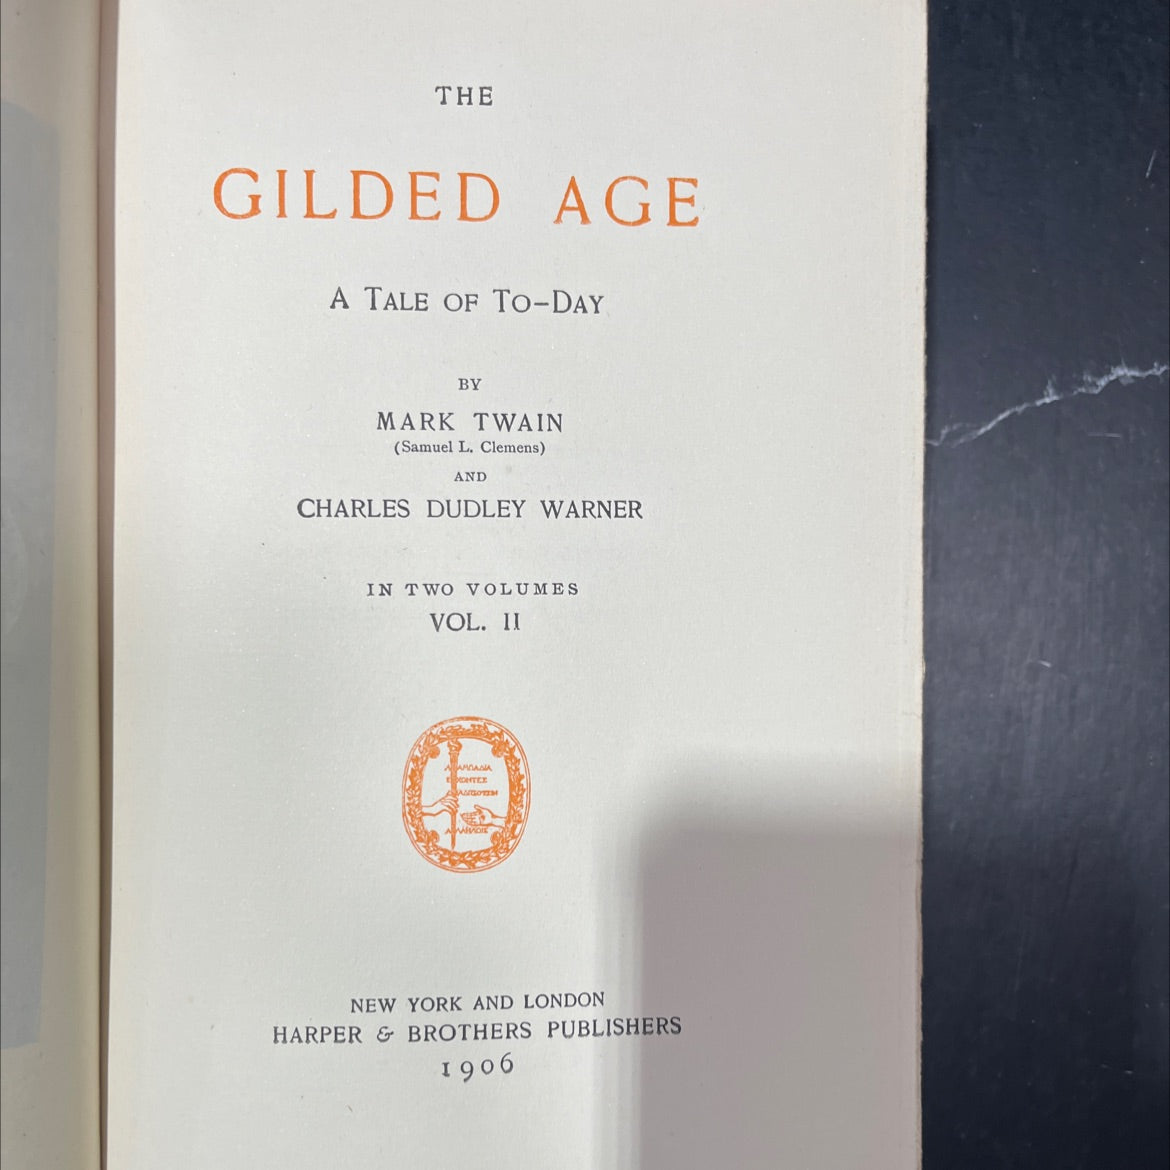 THE
GILDED AGE
A TALE OF TO-DAY
BY
MARK TWAIN
(Samuel L. Clemens)
AND
CHARLES DUDLEY WARNER
IN TWO VOLUMES
VOL. II
NEW YORK AND LONDON
HARPER & BROTHERS PUBLISHERS
1906